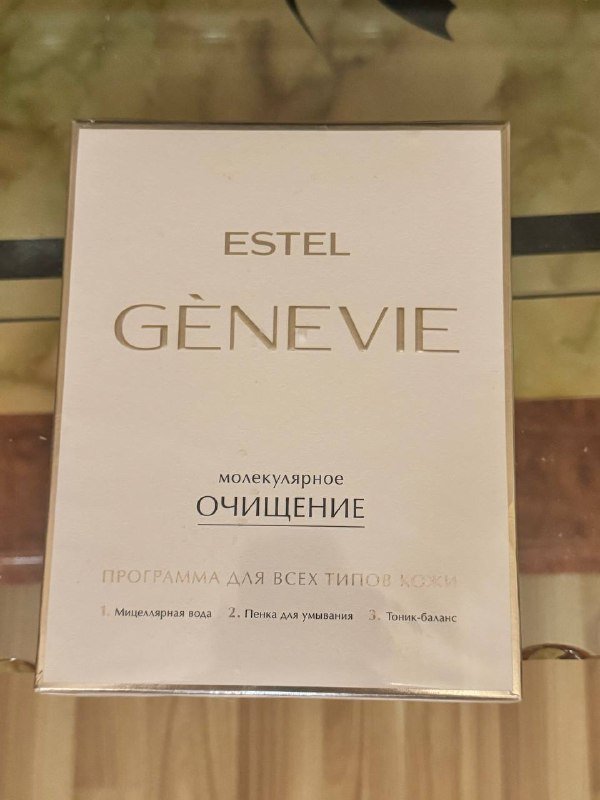 ESTEL
GÈNEVIE
молекулярное
ОЧИЩЕНИЕ
ПРОГРАММА ДЛЯ ВСЕХ ТИПОВ КОЖИ
1. Мицеллярная вода 2. Пенка для умывания 3. Тоник-баланс